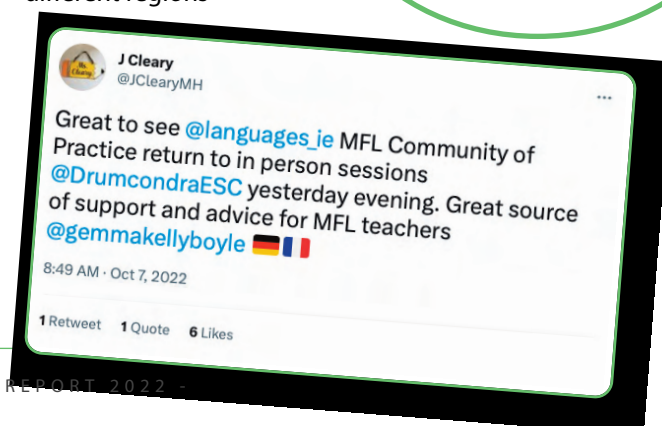 different regions
J Cleary
@JClearyMH
Great to see @languages_ie MFL Community of
Practice return to in person sessions
@DrumcondraESC yesterday evening. Great source
of support and advice for MFL teachers
@gemmakellyboyle 🇩🇪🇫🇷
8:49 AM · Oct 7, 2022
1 Retweet 1 Quote 6 Likes
REPORT 2022 -